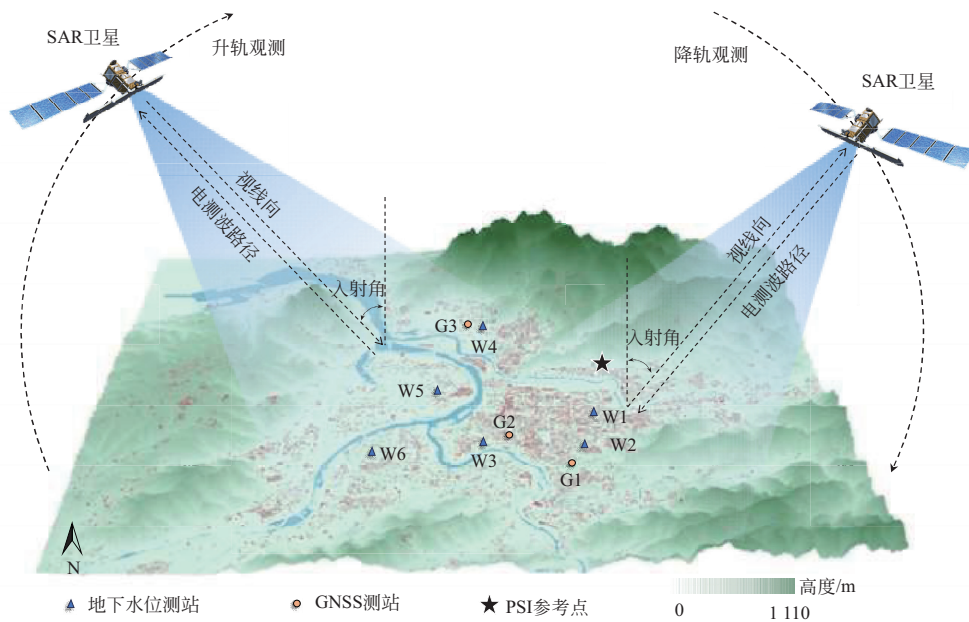 SAR卫星
升轨观测
降轨观测
SAR卫星
视线向
电测波路径
视线向
电测波路径
入射角
入射角
G3
W4
W5
W1
G2
W2
W3
W6
G1
N
地下水位测站
GNSS测站
PSI参考点
高度/m
0
1 110